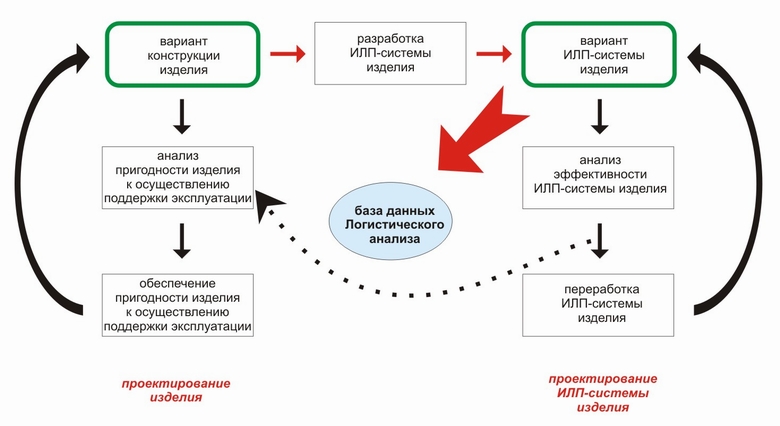 вариант
конструкции
изделия
разработка
ИЛП-системы
изделия
вариант
ИЛП-системы
изделия
анализ
пригодности изделия
к осуществлению
поддержки эксплуатации
база данных
Логистического
анализа
анализ
эффективности
ИЛП-системы изделия
обеспечение
пригодности изделия
к осуществлению
поддержки эксплуатации
переработка
ИЛП-системы
изделия
проектирование
изделия
проектирование
ИЛП-системы
изделия